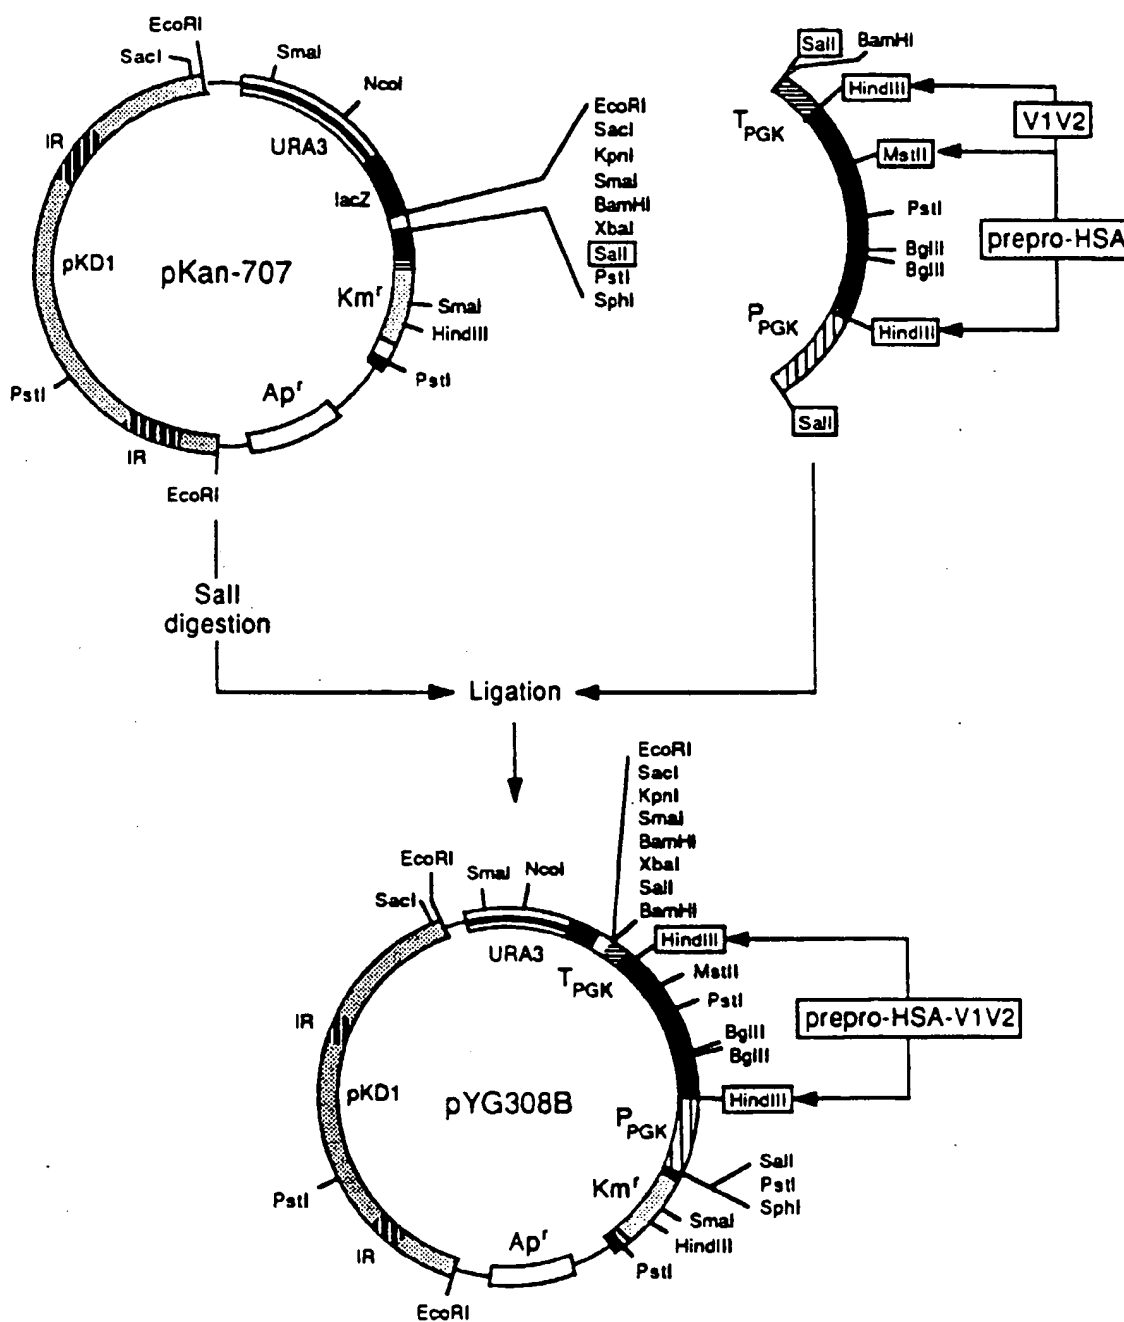 EcoRI
SacI
SmaI
NcoI
IR
URA3
lacZ
pKD1
pKan-707
Kmr
SmaI
HindIII
PstI
PstI
Apr
IR
EcoRI
EcoRI
SacI
KpnI
SmaI
BamHI
XbaI
SalI
PstI
SphI
SalI
BamHI
HindIII
TPGK
V1V2
MstII
PstI
prepro-HSA
BglII
BglII
PPGK
HindIII
SalI
SalI
digestion
Ligation
EcoRI
SacI
KpnI
SmaI
BamHI
XbaI
SalI
BamHI
EcoRI
SacI
SmaI
NcoI
URA3
TPGK
HindIII
MstII
PstI
prepro-HSA-V1V2
IR
BglII
BglII
pKD1
pYG308B
HindIII
PPGK
SalI
PstI
SphI
Kmr
PstI
SmaI
HindIII
IR
Apr
PstI
EcoRI